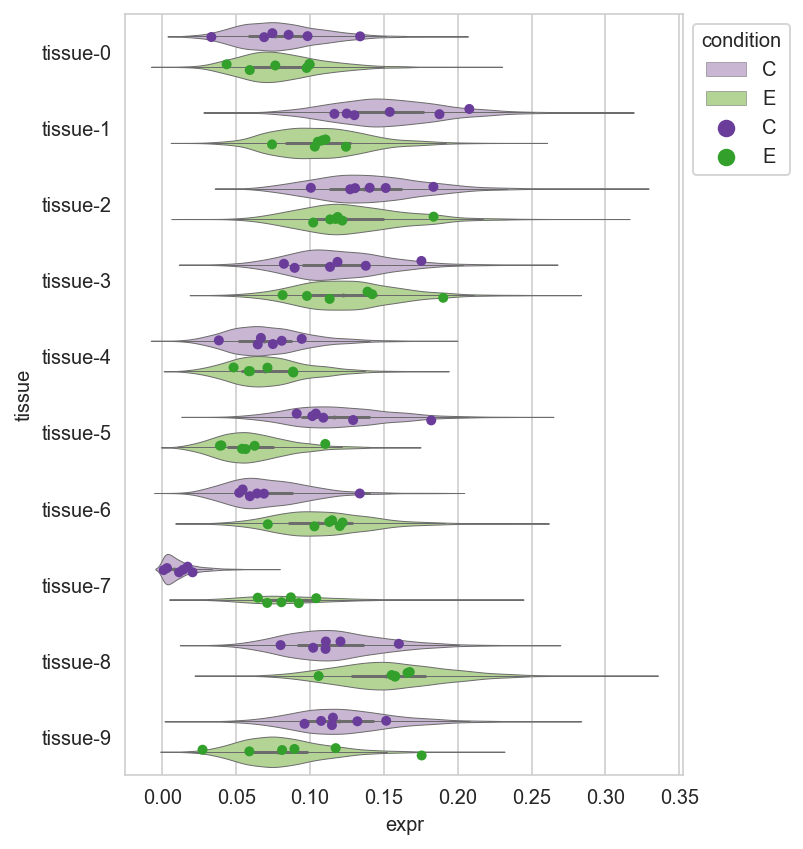 tissue-0
tissue-1
tissue-2
tissue-3
tissue-4
tissue-5
tissue-6
tissue-7
tissue-8
tissue-9
tissue
0.00 0.05 0.10 0.15 0.20 0.25 0.30 0.35
expr
condition
C
E
C
E